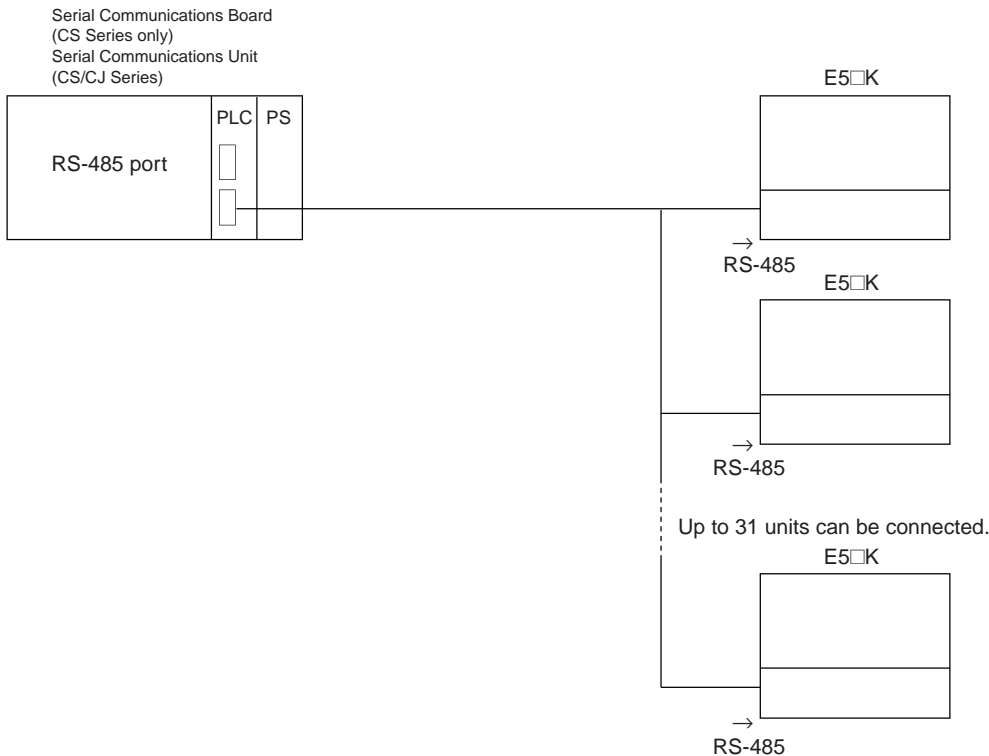 Serial Communications Board
(CS Series only)
Serial Communications Unit
(CS/CJ Series)
RS-485 port
PLC
PS
E5□K
→
RS-485
E5□K
→
RS-485
Up to 31 units can be connected.
E5□K
→
RS-485